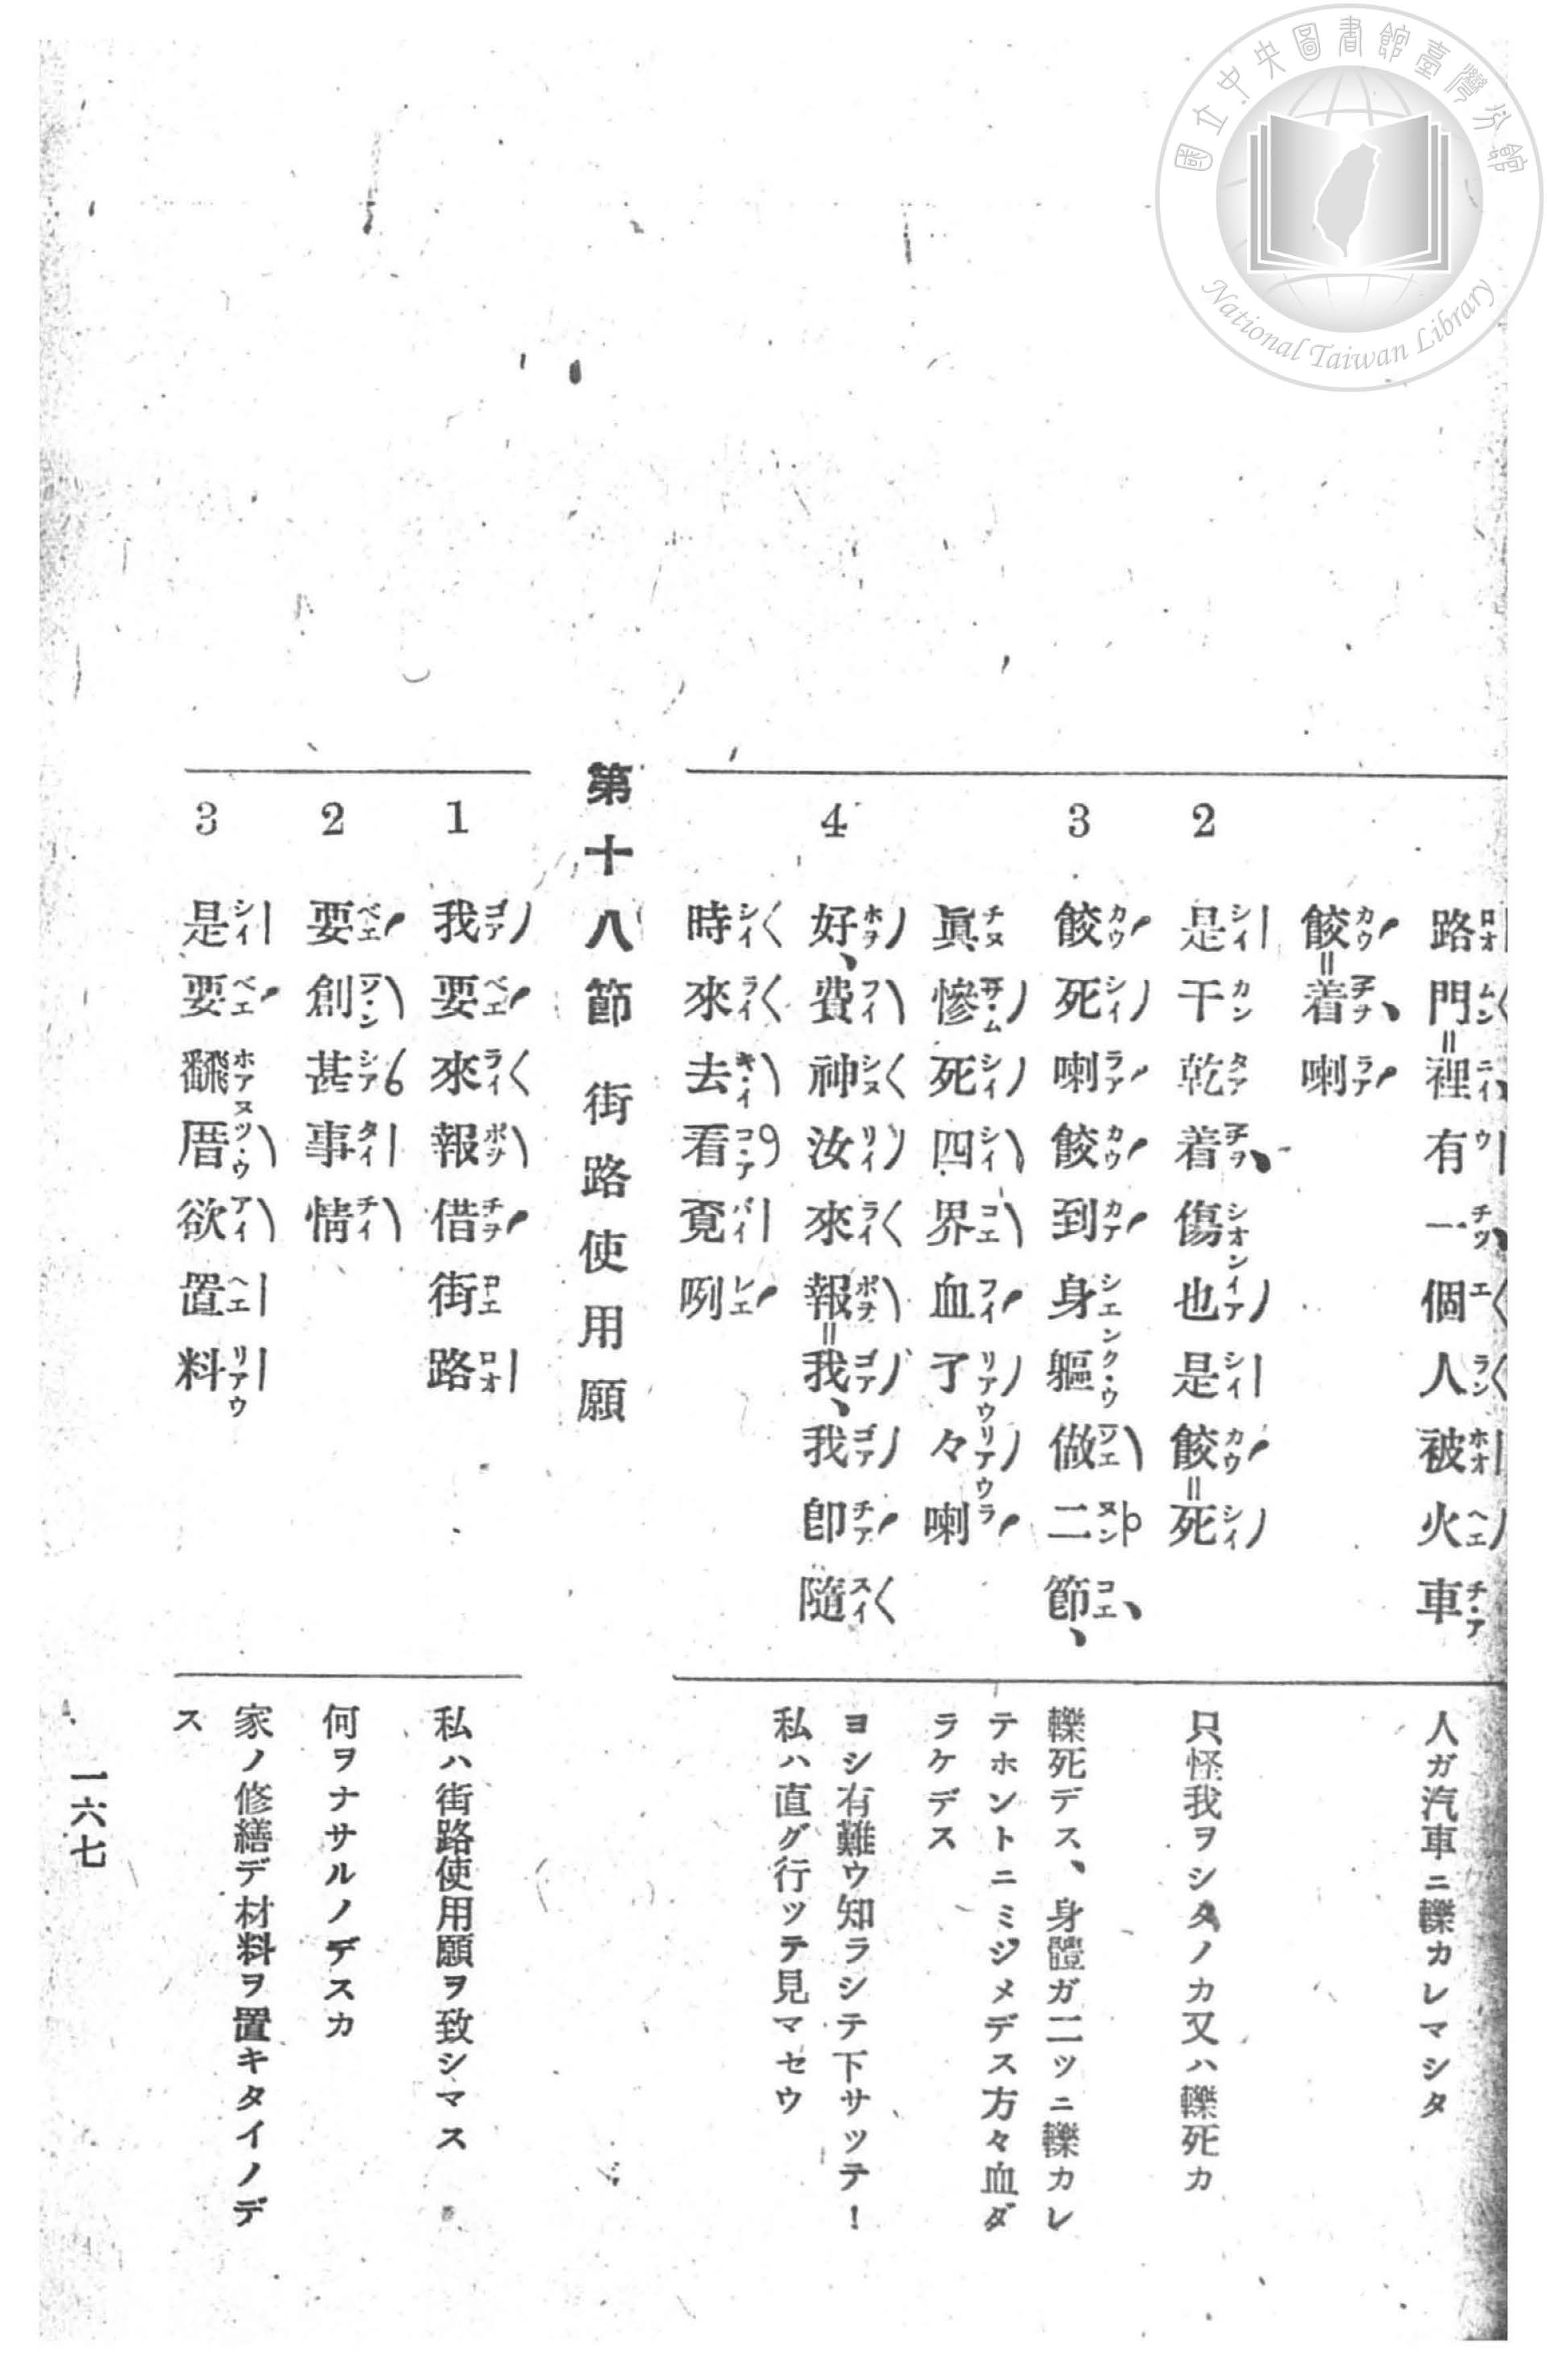 國立中央圖書館臺灣分館
National Taiwan Library
路門＝裡有一個人被火車
餃＝着、喇
人ガ汽車ニ轢カレマシタ
2 是干乾着傷也是餃＝死
只怪我ヲシタノカ又ハ轢死カ
3 餃死喇餃到身軀做二節、
眞慘死四界血了々喇
轢死デス、身體ガ二ツニ轢カレ
テホントニミジメデス方々血ダ
ラケデス
4 好、費神汝來報＝我、我卽隨
時來去看覔咧
ヨシ有難ウ知ラシテ下サッテ！
私ハ直グ行ッテ見マセウ
第十八節 街路使用願
1 我要來報借街路
私ハ街路使用願ヲ致シマス
2 要創甚事情
何ヲナサルノデスカ
3 是要飜厝欲置料
家ノ修繕デ材料ヲ置キタイノデ
ス
一六七